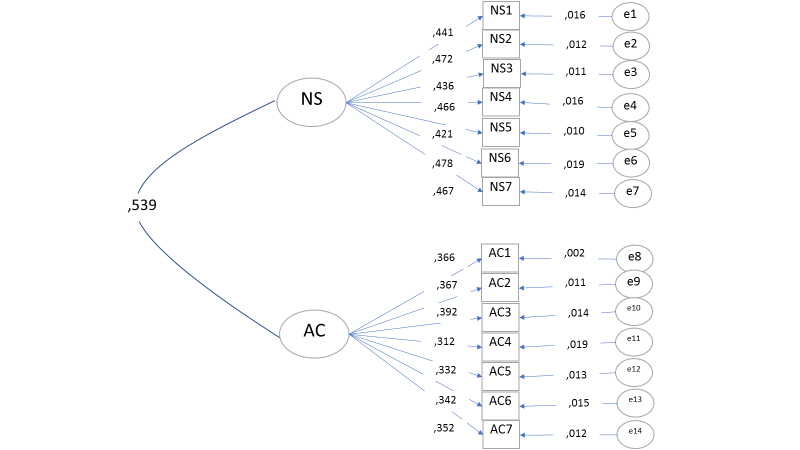 NS1 ,016 e1
,441
NS2 ,012 e2
,472
NS3 ,011 e3
,436
NS NS4 ,016 e4
,466
NS5 ,010 e5
,421
NS6 ,019 e6
,478
NS7 ,014 e7
,467
,539
AC1 ,002 e8
,366
AC2 ,011 e9
,367
,392 AC3 ,014 e10
AC
,312 AC4 ,019 e11
,332 AC5 ,013 e12
,342 AC6 ,015 e13
,352 AC7 ,012 e14